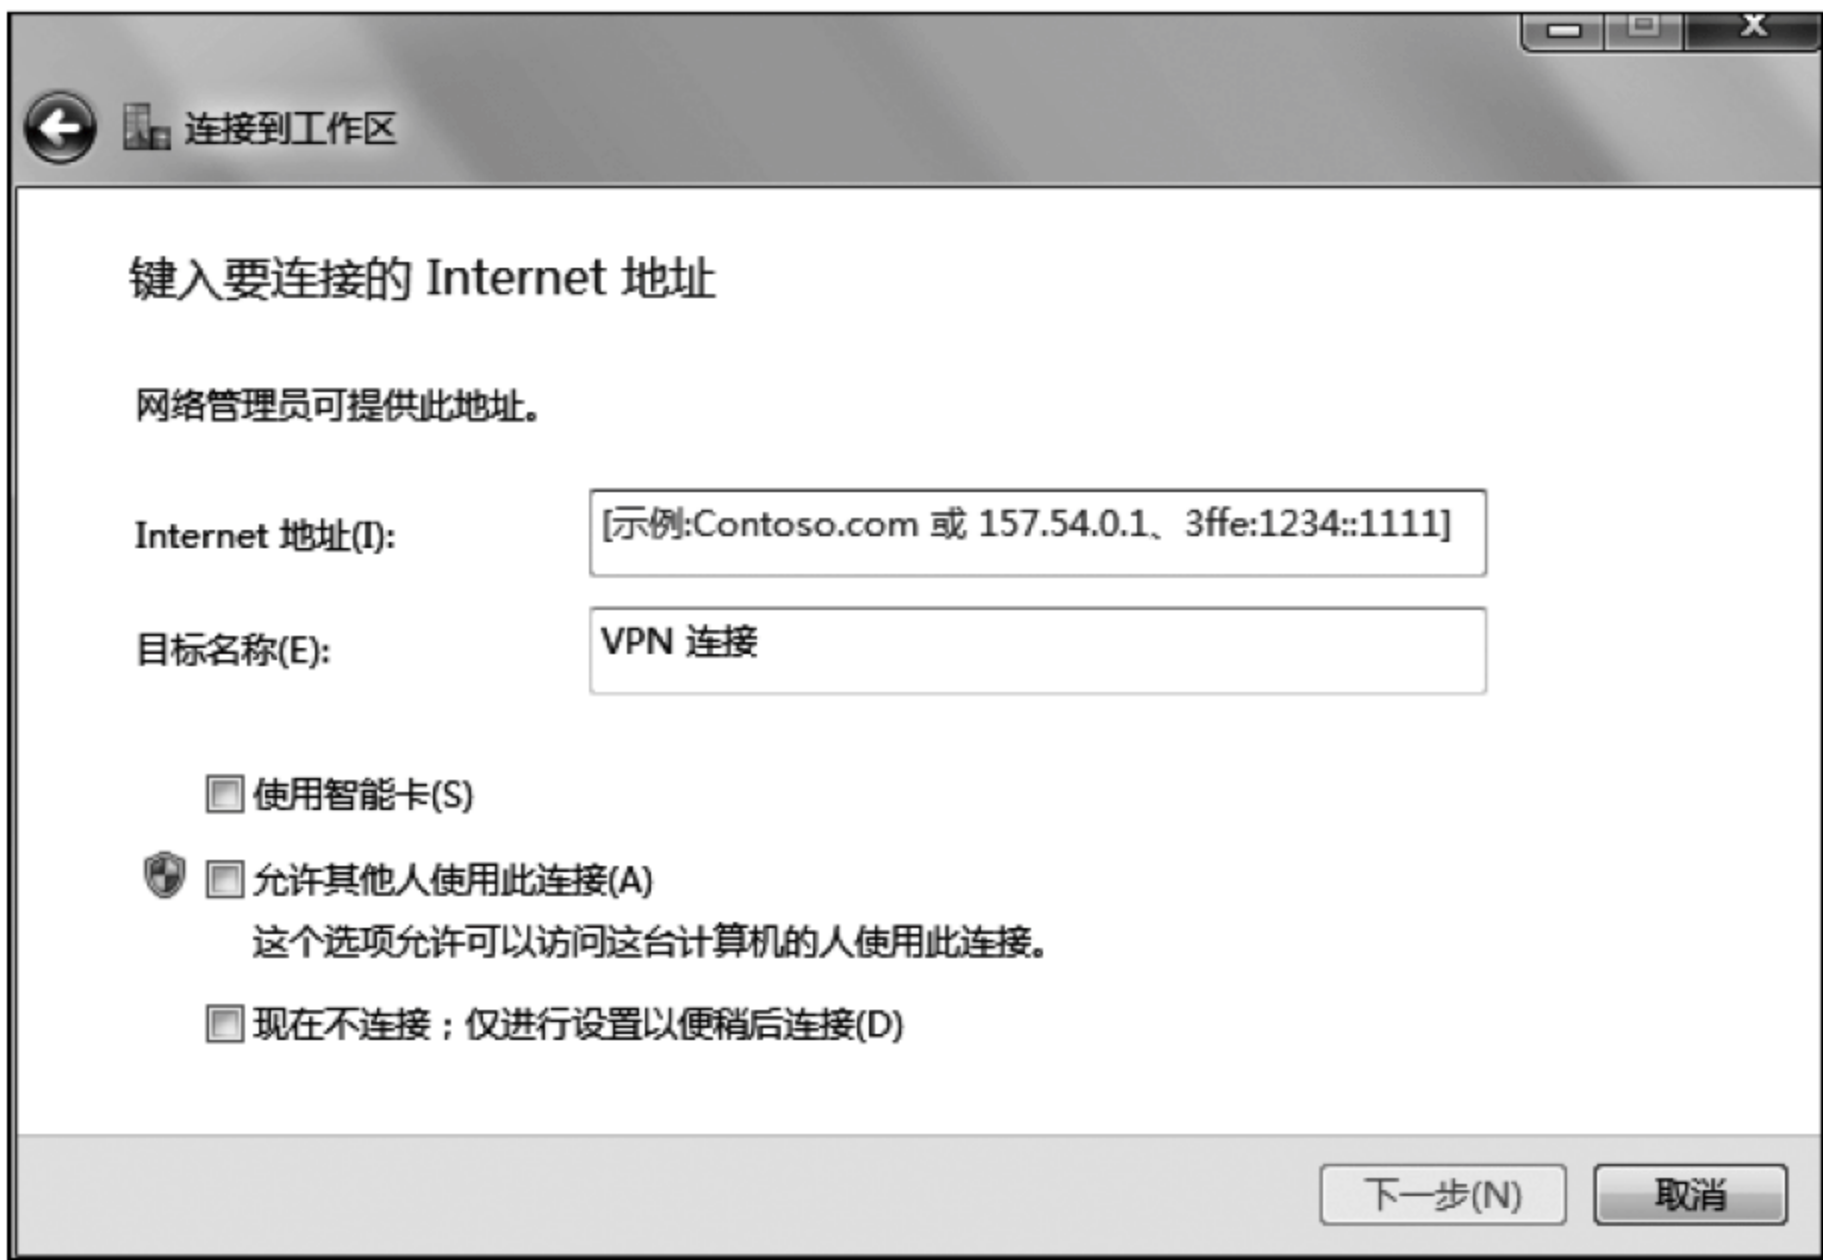 连接到工作区
键入要连接的 Internet 地址
网络管理员可提供此地址。
Internet 地址(I):
[示例:Contoso.com 或 157.54.0.1、3ffe:1234::1111]
目标名称(E):
VPN 连接
使用智能卡(S)
允许其他人使用此连接(A)
这个选项允许可以访问这台计算机的人使用此连接。
现在不连接；仅进行设置以便稍后连接(D)
下一步(N)
取消